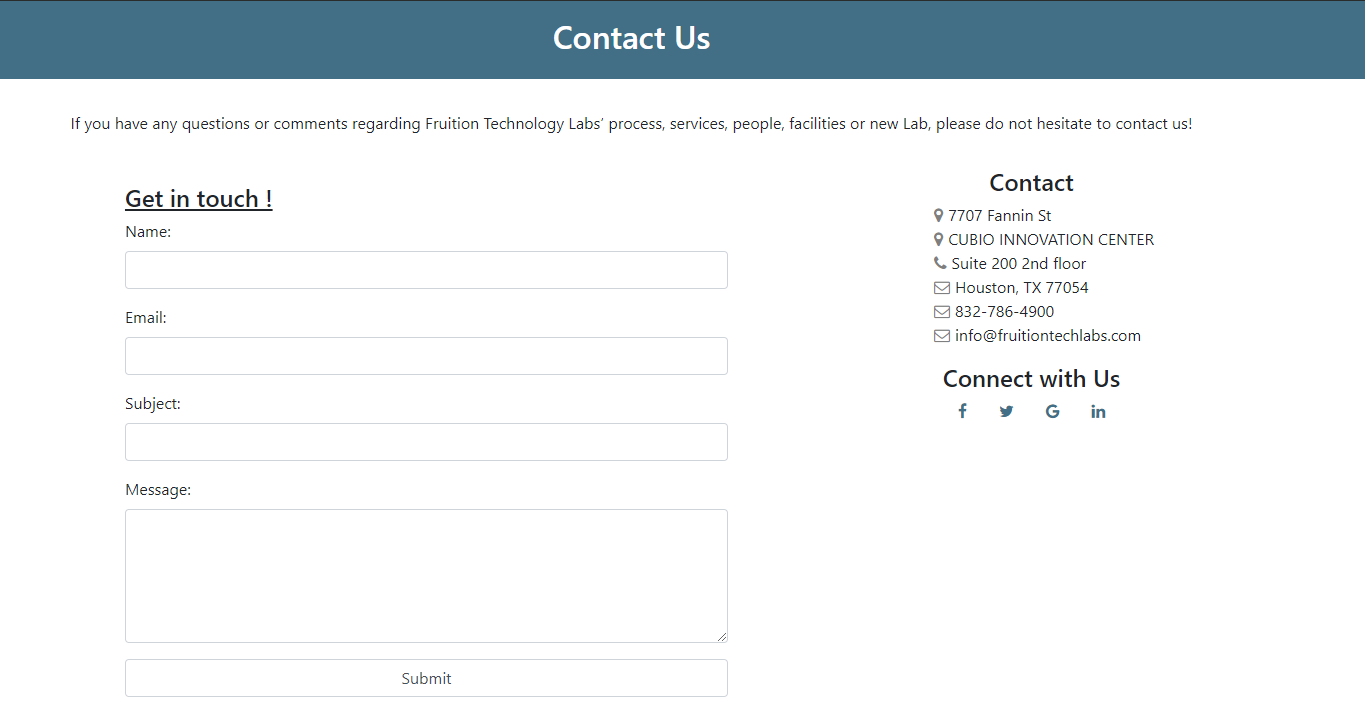 Contact Us
If you have any questions or comments regarding Fruition Technology Labs’ process, services, people, facilities or new Lab, please do not hesitate to contact us!
Get in touch !
Name:
Email:
Subject:
Message:
Submit
Contact
7707 Fannin St
CUBIO INNOVATION CENTER
Suite 200 2nd floor
Houston, TX 77054
832-786-4900
info@fruitiontechlabs.com
Connect with Us